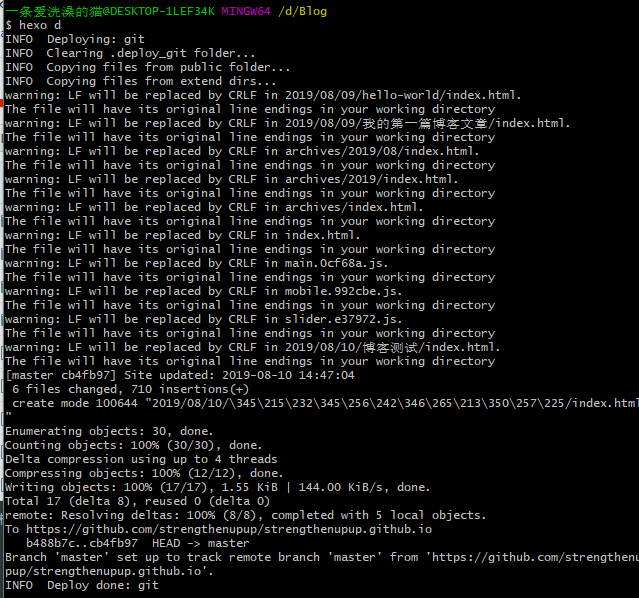 一条爱洗澡的猫@DESKTOP-1LEF34K MINGW64 /d/Blog
$ hexo d
INFO  Deploying: git
INFO  Clearing .deploy_git folder...
INFO  Copying files from public folder...
INFO  Copying files from extend dirs...
warning: LF will be replaced by CRLF in 2019/08/09/hello-world/index.html.
The file will have its original line endings in your working directory
warning: LF will be replaced by CRLF in 2019/08/09/我的第一篇博客文章/index.html.
The file will have its original line endings in your working directory
warning: LF will be replaced by CRLF in archives/2019/08/index.html.
The file will have its original line endings in your working directory
warning: LF will be replaced by CRLF in archives/2019/index.html.
The file will have its original line endings in your working directory
warning: LF will be replaced by CRLF in archives/index.html.
The file will have its original line endings in your working directory
warning: LF will be replaced by CRLF in index.html.
The file will have its original line endings in your working directory
warning: LF will be replaced by CRLF in main.0cf68a.js.
The file will have its original line endings in your working directory
warning: LF will be replaced by CRLF in mobile.992cbe.js.
The file will have its original line endings in your working directory
warning: LF will be replaced by CRLF in slider.e37972.js.
The file will have its original line endings in your working directory
warning: LF will be replaced by CRLF in 2019/08/10/博客测试/index.html.
The file will have its original line endings in your working directory
[master cb4fb97] Site updated: 2019-08-10 14:47:04
 6 files changed, 710 insertions(+)
 create mode 100644 "2019/08/10/\345\215\232\345\256\242\346\265\213\350\257\225/index.html
"
Enumerating objects: 30, done.
Counting objects: 100% (30/30), done.
Delta compression using up to 4 threads
Compressing objects: 100% (12/12), done.
Writing objects: 100% (17/17), 1.55 KiB | 144.00 KiB/s, done.
Total 17 (delta 8), reused 0 (delta 0)
remote: Resolving deltas: 100% (8/8), completed with 5 local objects.
To https://github.com/strengthenupup/strengthenupup.github.io
   b488b7c..cb4fb97  HEAD -> master
Branch 'master' set up to track remote branch 'master' from 'https://github.com/strengthenu
pup/strengthenupup.github.io'.
INFO  Deploy done: git